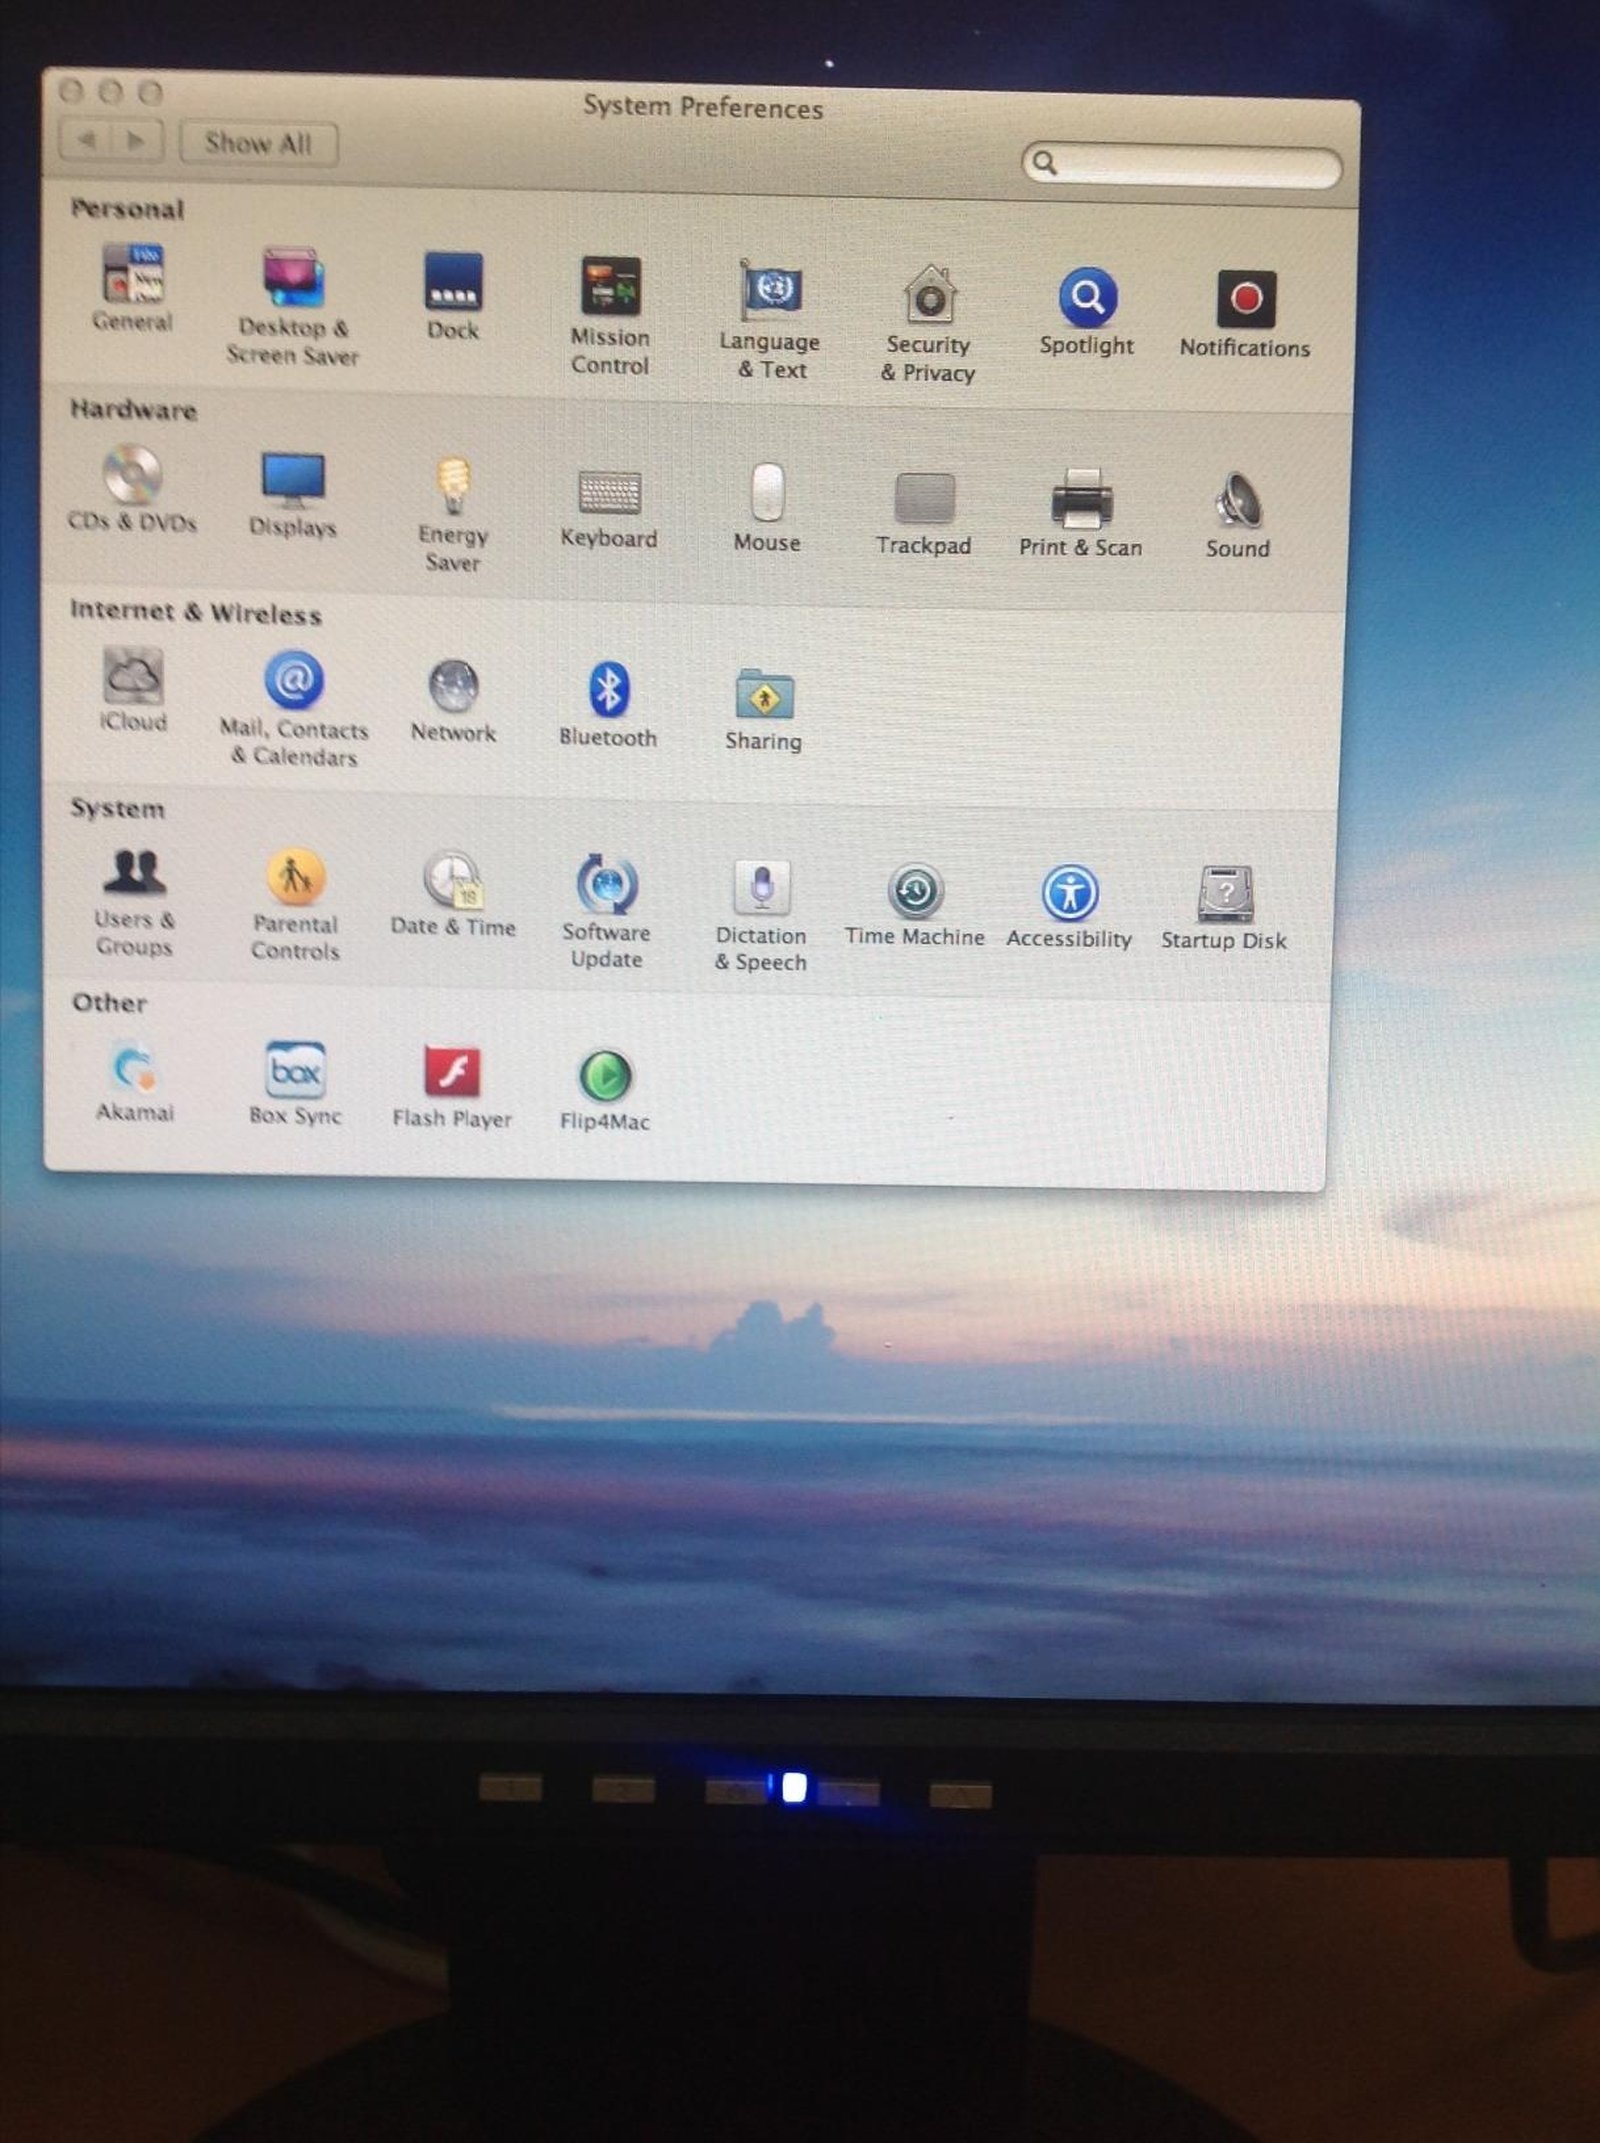 System Preferences
Show All
Personal
General
Desktop &
Screen Saver
Dock
Mission
Control
Language
& Text
Security
& Privacy
Spotlight
Notifications
Hardware
CDs & DVDs
Displays
Energy
Saver
Keyboard
Mouse
Trackpad
Print & Scan
Sound
Internet & Wireless
iCloud
@
Mail, Contacts
& Calendars
Network
Bluetooth
Sharing
System
Users &
Groups
Parental
Controls
18
Date & Time
Software
Update
Dictation
& Speech
Time Machine
Accessibility
?
Startup Disk
Other
Akamai
box
Box Sync
Flash Player
Flip4Mac